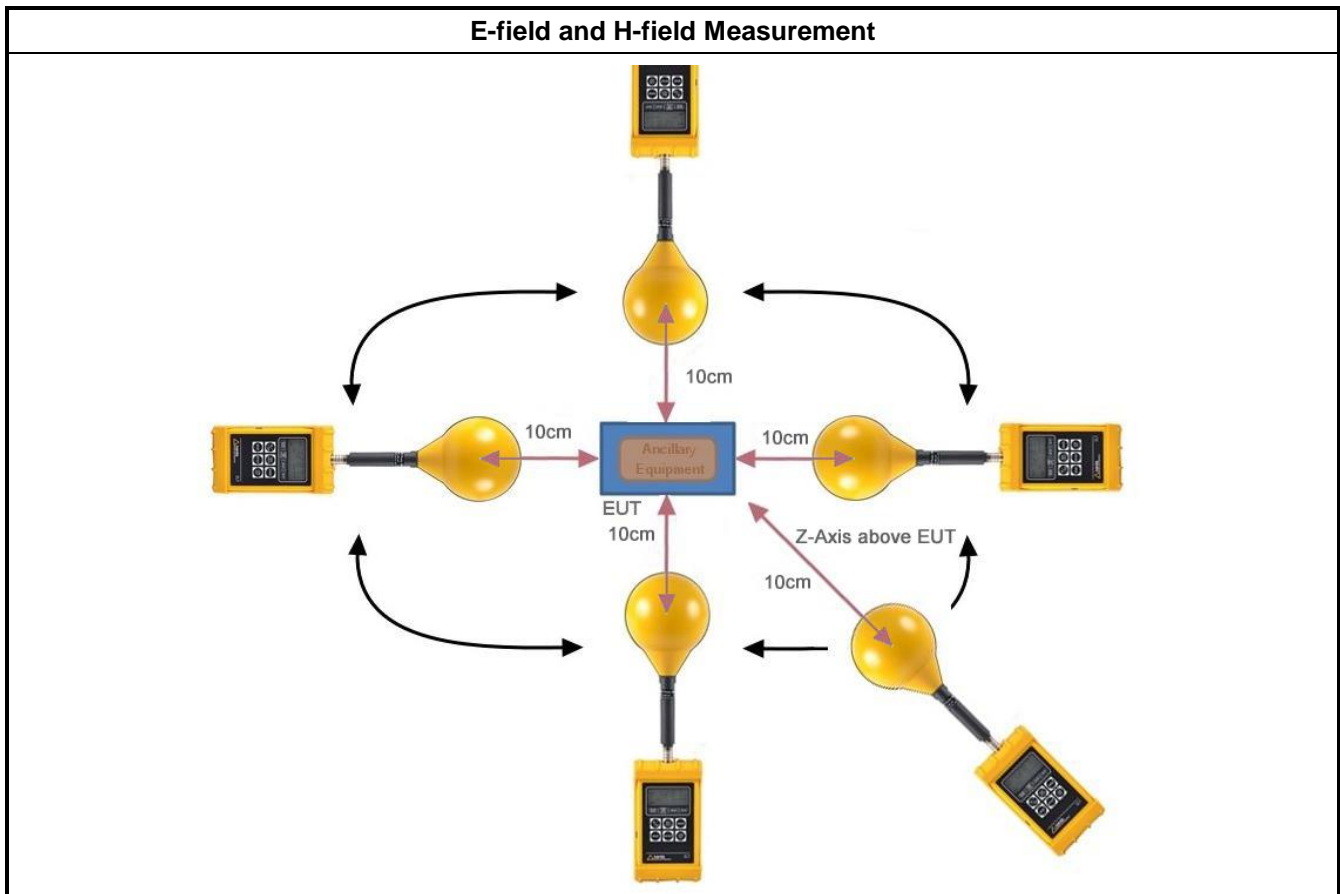 E-field and H-field Measurement
10cm
10cm
10cm
Ancillary
Equipment
EUT
10cm
Z-Axis above EUT
10cm